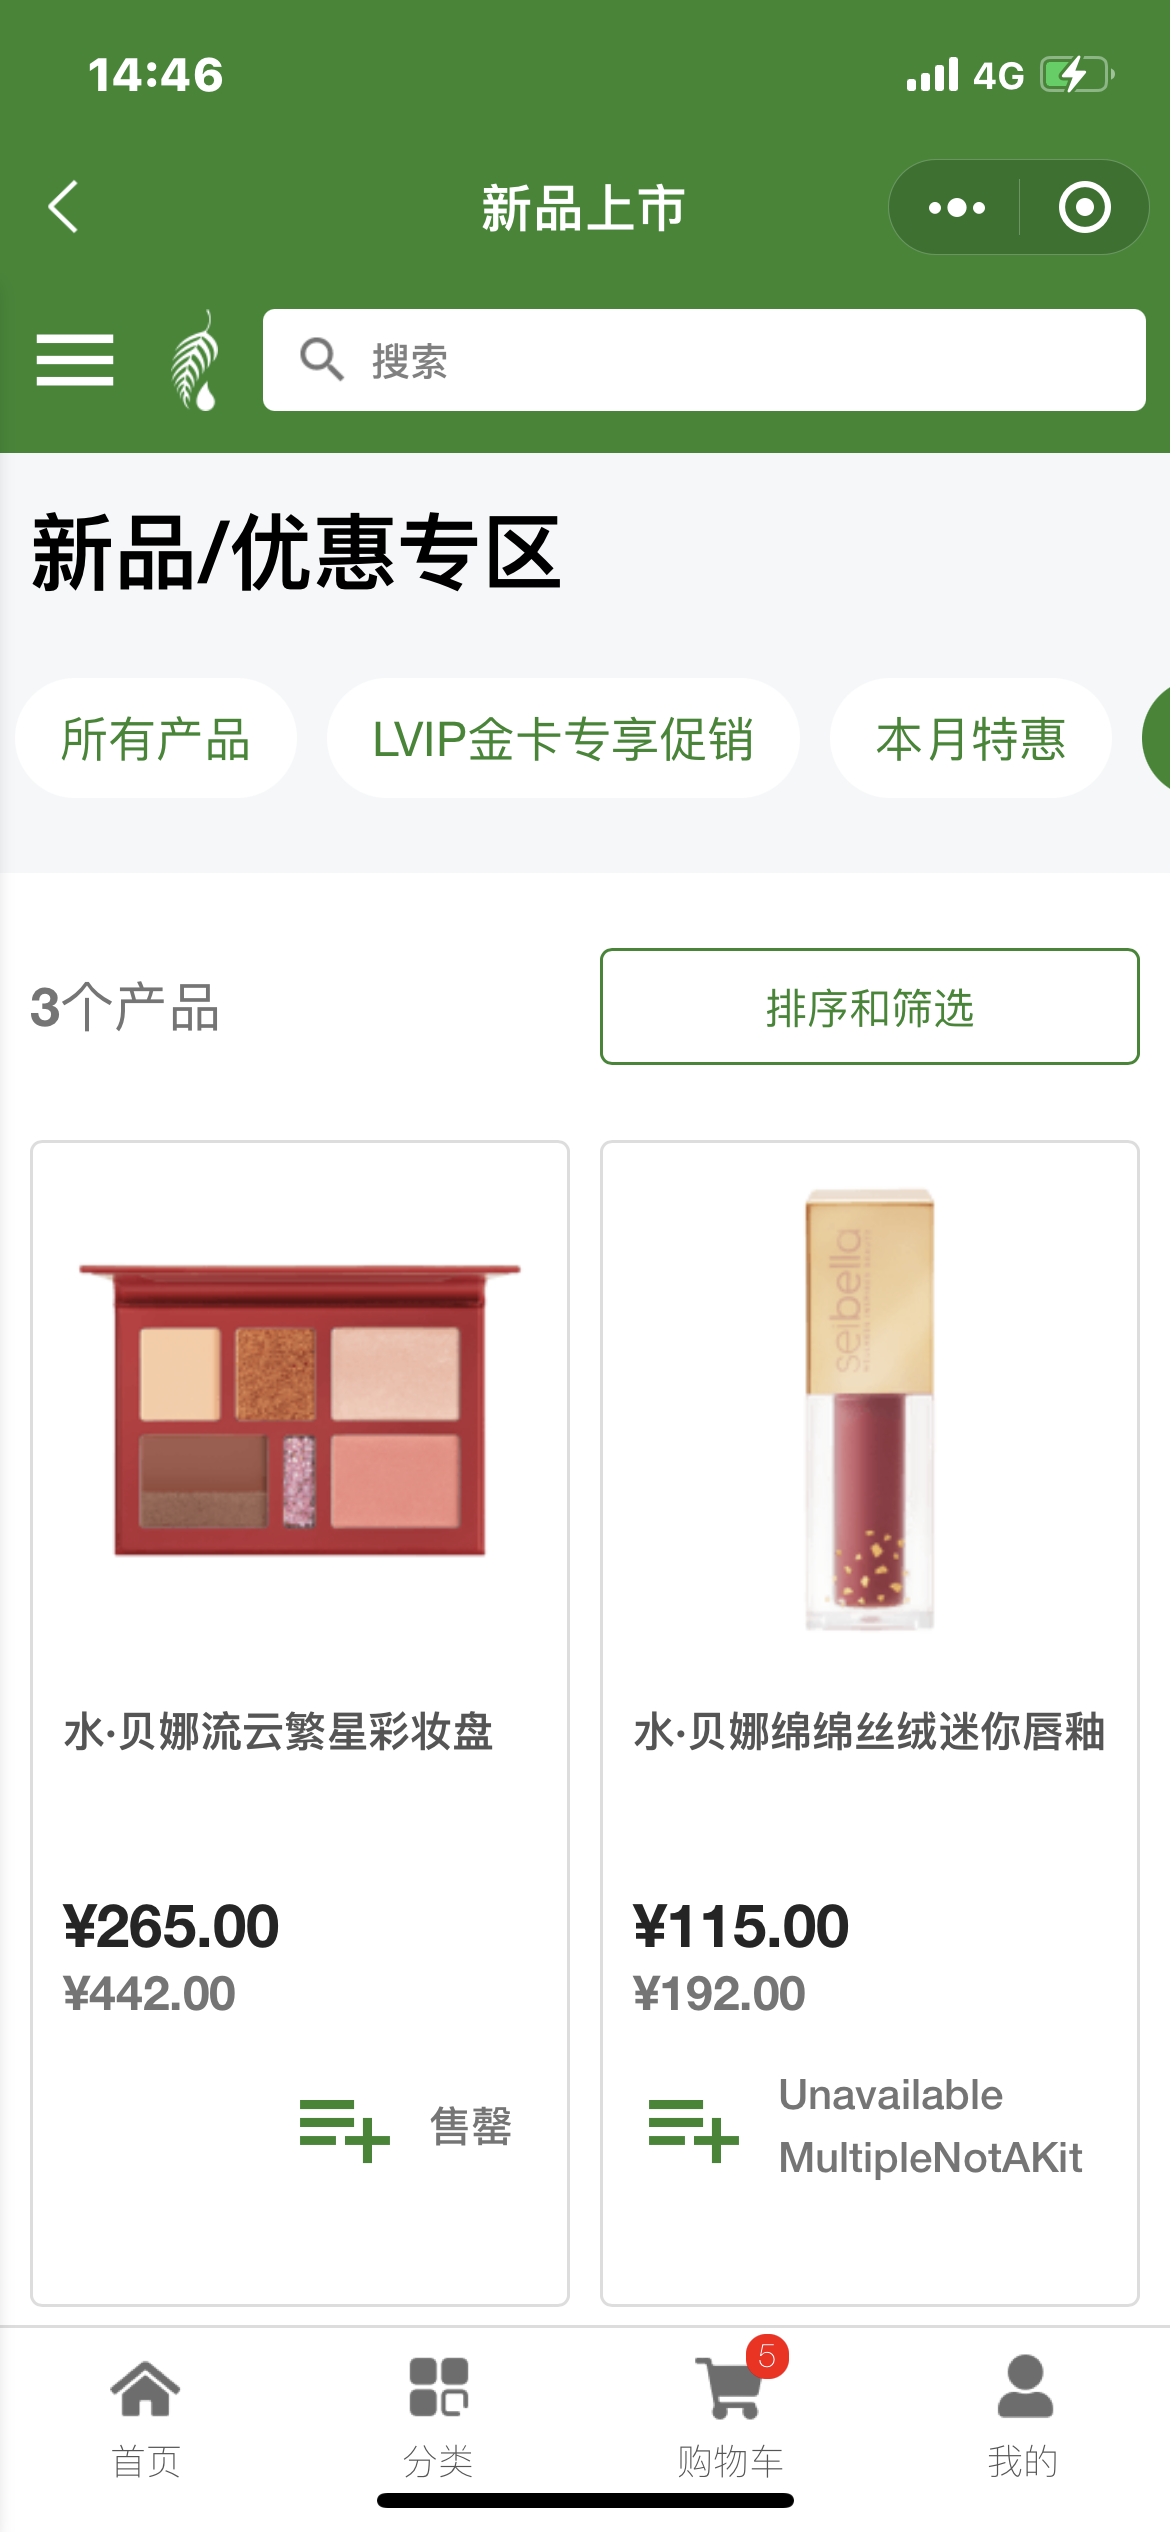 14:46
4G
新品上市
搜索
新品/优惠专区
所有产品
LVIP金卡专享促销
本月特惠
3个产品
排序和筛选
seibella
水·贝娜流云繁星彩妆盘
水·贝娜绵绵丝绒迷你唇釉
¥265.00
¥442.00
¥115.00
¥192.00
售罄
Unavailable
MultipleNotAKit
5
首页
分类
购物车
我的